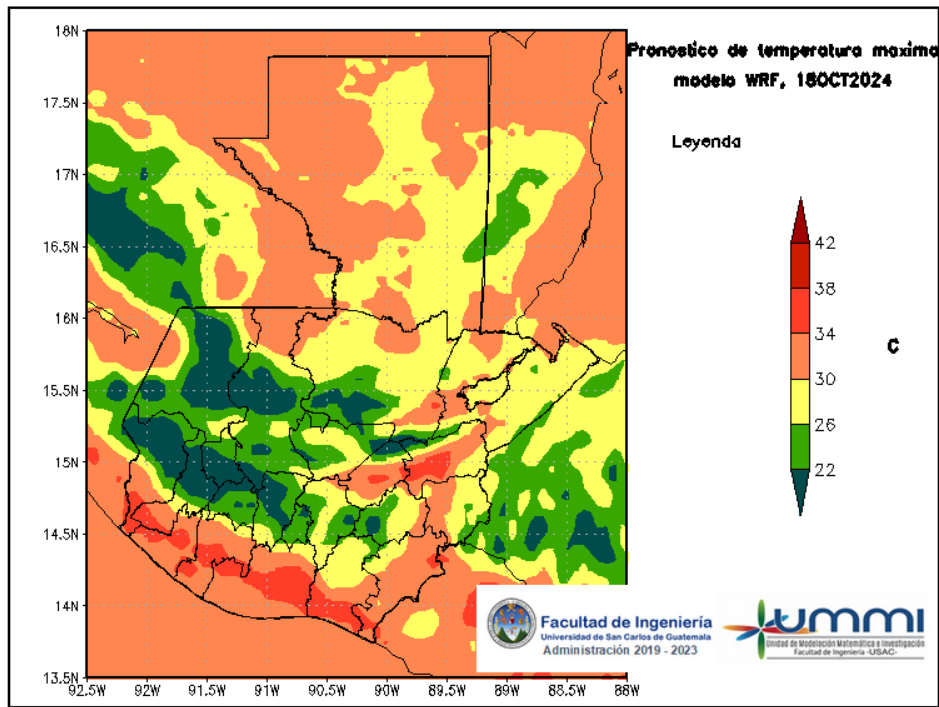 Pronostico de temperatura maxima
modelo WRF, 18OCT2024
Leyenda
42
38
34
30
26
22
C
18N
17.5N
17N
16.5N
16N
15.5N
15N
14.5N
14N
13.5N
92.5W
92W
91.5W
91W
90.5W
90W
89.5W
89W
88.5W
88W
Facultad de Ingeniería
Universidad de San Carlos de Guatemala
Administración 2019 - 2023
ummi
Unidad de Modelación Matemática e Investigación
Facultad de Ingeniería -USAC-